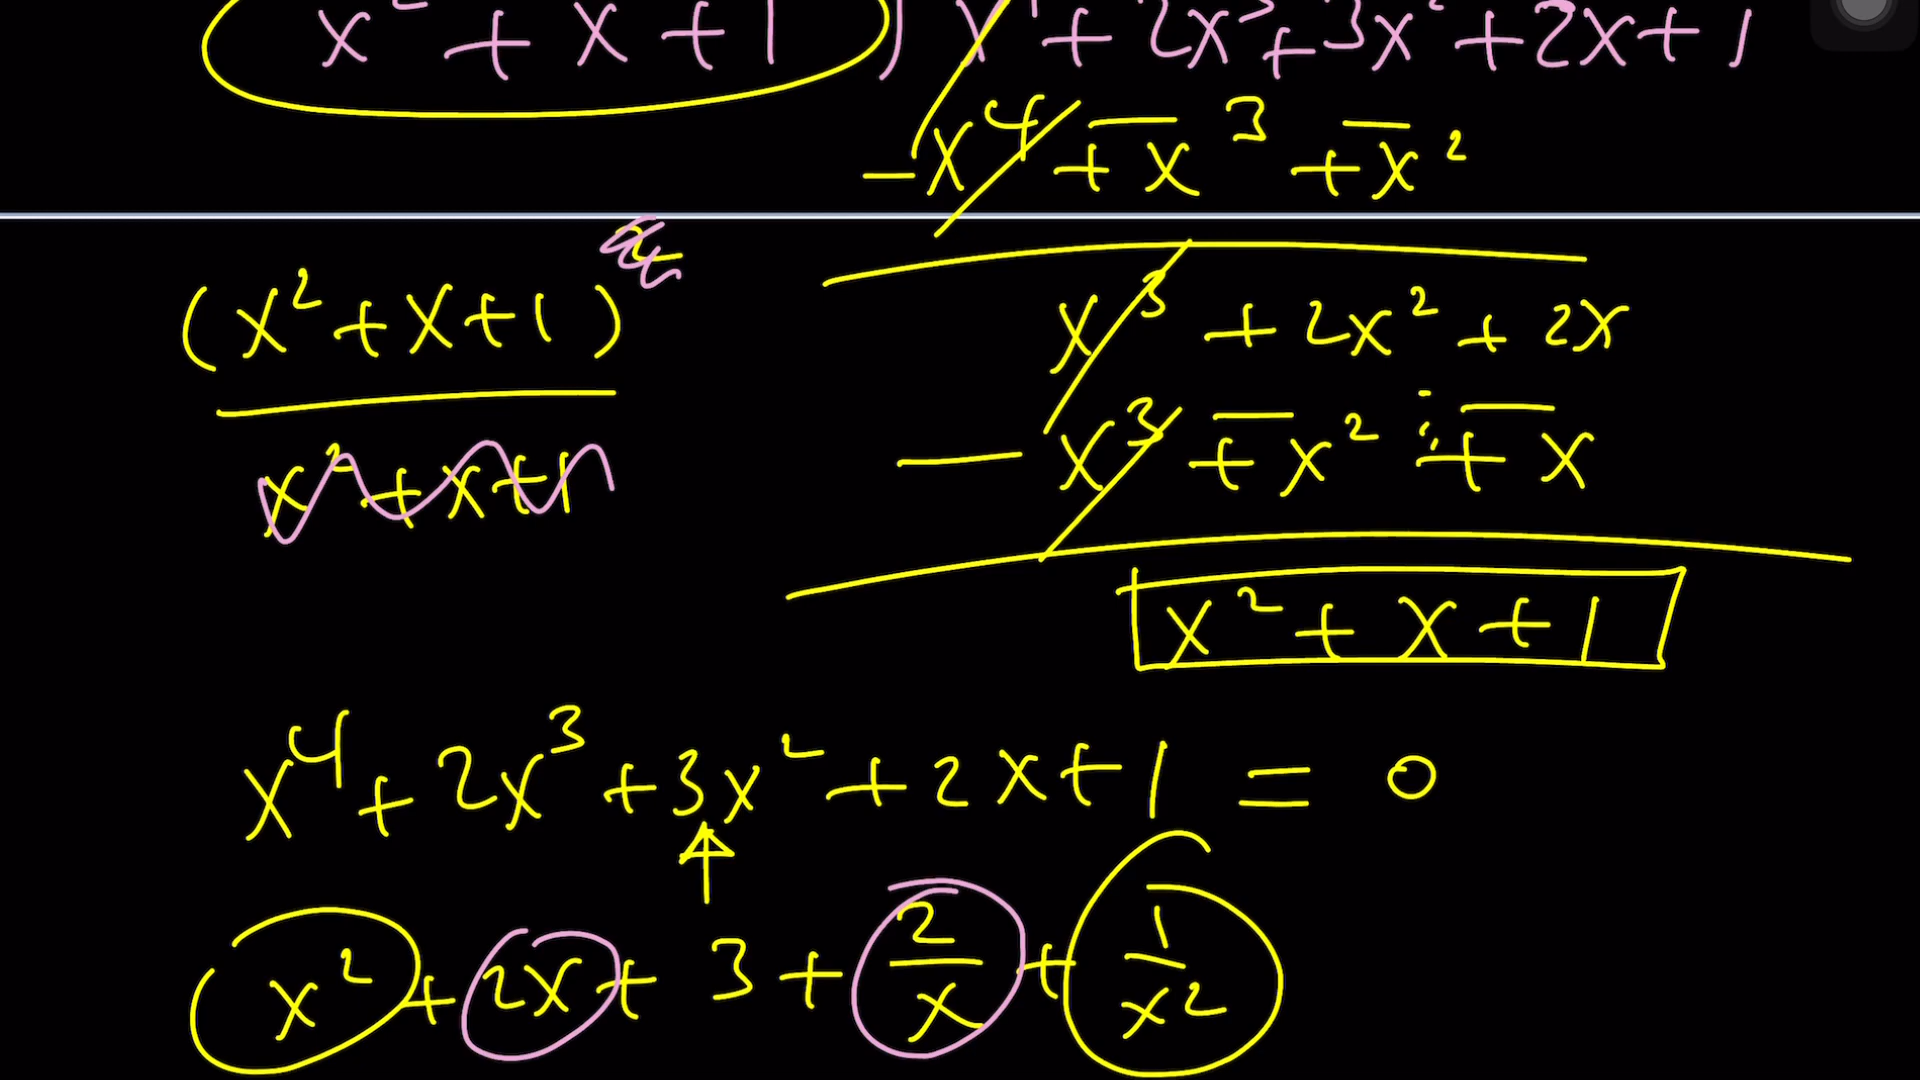 x² + x + 1 ) x⁴ + 2x³ + 3x² + 2x + 1
− x⁴ + x³ + x²
(x² + x + 1)²
x² + x + 1
x³ + 2x² + 2x
− x³ + x² + x
x² + x + 1
x⁴ + 2x³ + 3x² + 2x + 1 = 0
x² + 2x + 3 + 2/x + 1/x²